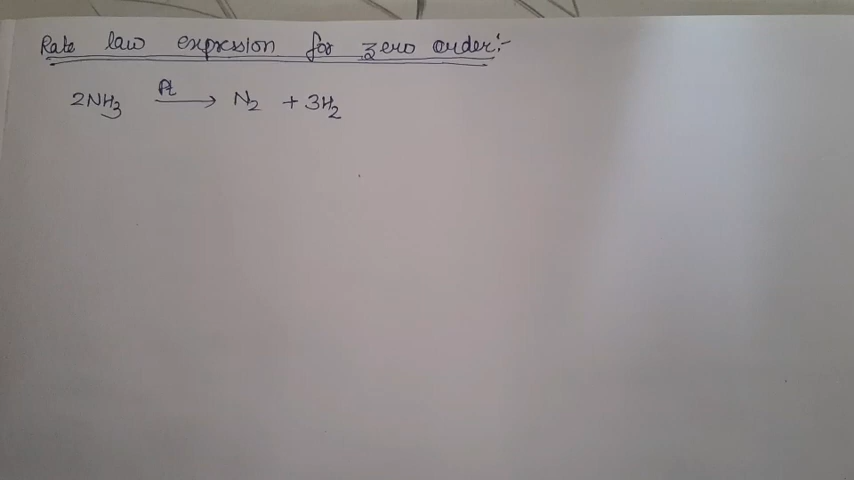 Rate law expression for zero order:-
2NH₃ —Pt→ N₂ + 3H₂